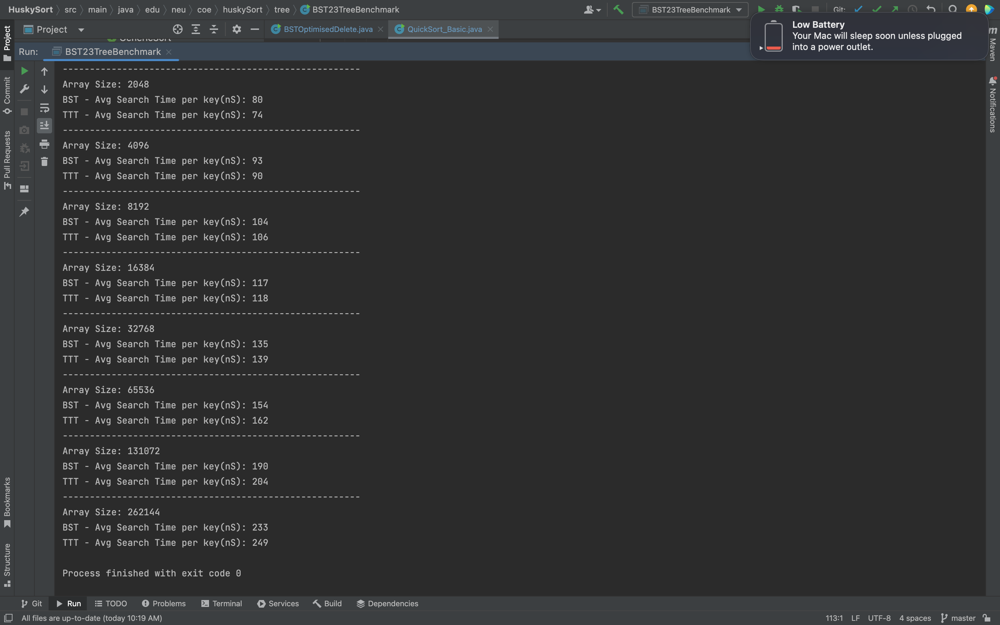 HuskySort src main java edu neu coe huskySort tree BST23TreeBenchmark
BST23TreeBenchmark
Git:
Low Battery
Your Mac will sleep soon unless plugged
into a power outlet.
Project
BSTOptimisedDelete.java
QuickSort_Basic.java
GenericSort
Run: BST23TreeBenchmark
Project
Commit
Pull Requests
Bookmarks
Structure
m
Maven
Notifications
-------------------------------------------------------
Array Size: 2048
BST - Avg Search Time per key(nS): 80
TTT - Avg Search Time per key(nS): 74
-------------------------------------------------------
Array Size: 4096
BST - Avg Search Time per key(nS): 93
TTT - Avg Search Time per key(nS): 90
-------------------------------------------------------
Array Size: 8192
BST - Avg Search Time per key(nS): 104
TTT - Avg Search Time per key(nS): 106
-------------------------------------------------------
Array Size: 16384
BST - Avg Search Time per key(nS): 117
TTT - Avg Search Time per key(nS): 118
-------------------------------------------------------
Array Size: 32768
BST - Avg Search Time per key(nS): 135
TTT - Avg Search Time per key(nS): 139
-------------------------------------------------------
Array Size: 65536
BST - Avg Search Time per key(nS): 154
TTT - Avg Search Time per key(nS): 162
-------------------------------------------------------
Array Size: 131072
BST - Avg Search Time per key(nS): 190
TTT - Avg Search Time per key(nS): 204
-------------------------------------------------------
Array Size: 262144
BST - Avg Search Time per key(nS): 233
TTT - Avg Search Time per key(nS): 249
Process finished with exit code 0
Git Run TODO Problems Terminal Services Build Dependencies
All files are up-to-date (today 10:19 AM)
113:1 LF UTF-8 4 spaces master